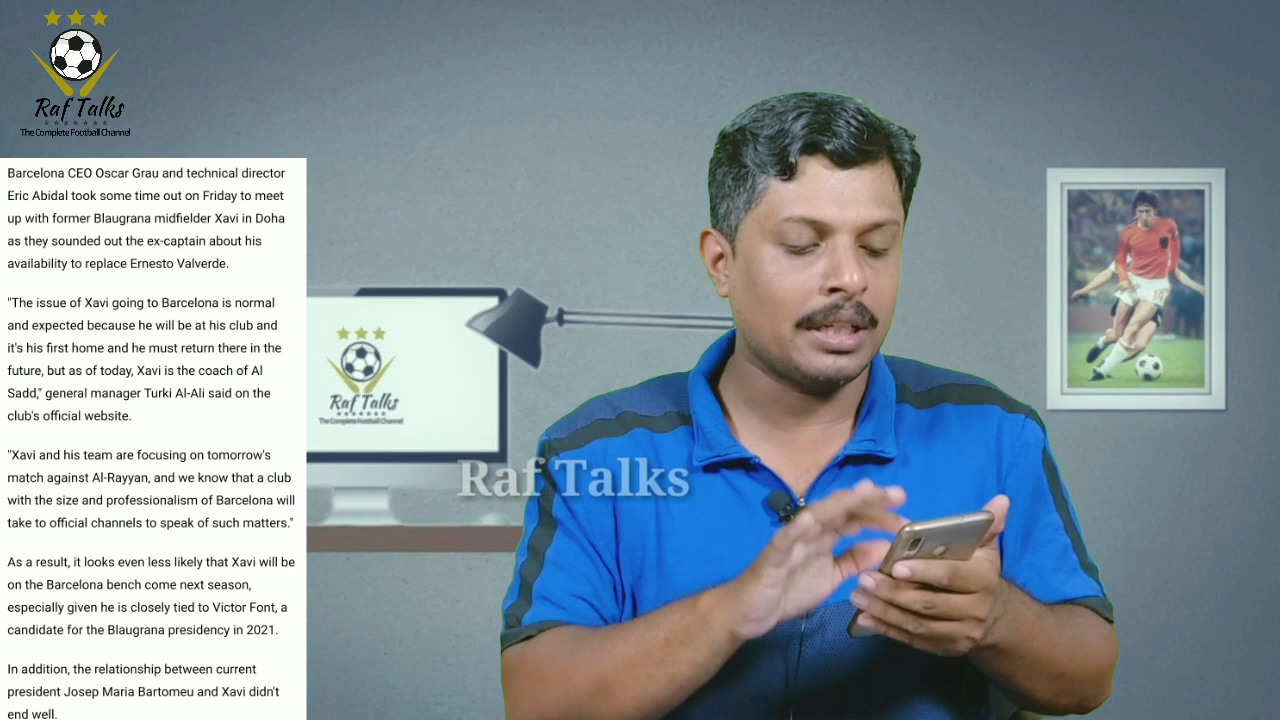 Raf Talks
The Complete Football Channel
Barcelona CEO Oscar Grau and technical director
Eric Abidal took some time out on Friday to meet
up with former Blaugrana midfielder Xavi in Doha
as they sounded out the ex-captain about his
availability to replace Ernesto Valverde.
"The issue of Xavi going to Barcelona is normal
and expected because he will be at his club and
it's his first home and he must return there in the
future, but as of today, Xavi is the coach of Al
Sadd," general manager Turki Al-Ali said on the
club's official website.
"Xavi and his team are focusing on tomorrow's
match against Al-Rayyan, and we know that a club
with the size and professionalism of Barcelona will
take to official channels to speak of such matters."
As a result, it looks even less likely that Xavi will be
on the Barcelona bench come next season,
especially given he is closely tied to Victor Font, a
candidate for the Blaugrana presidency in 2021.
In addition, the relationship between current
president Josep Maria Bartomeu and Xavi didn't
end well.
Raf Talks
The Complete Football Channel
Raf Talks